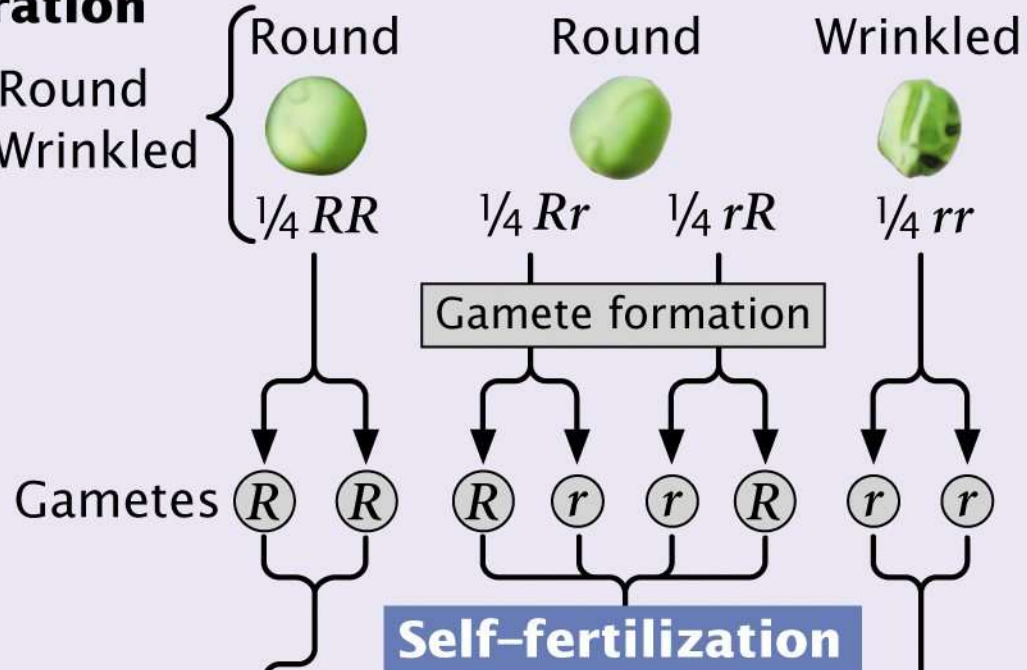 ration
Round Round Wrinkled
Round
Wrinkled
¼ RR ¼ Rr ¼ rR ¼ rr
Gamete formation
Gametes R R R r r R r r
Self–fertilization